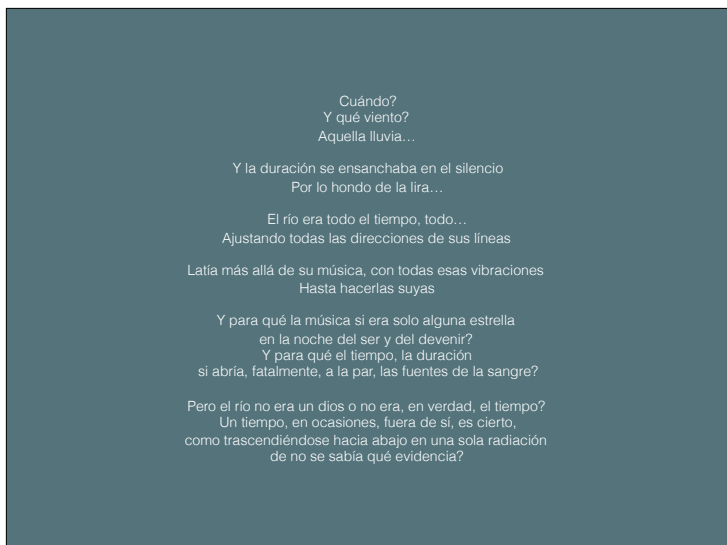 Cuándo?
Y qué viento?
Aquella lluvia…
Y la duración se ensanchaba en el silencio
Por lo hondo de la lira…
El río era todo el tiempo, todo…
Ajustando todas las direcciones de sus líneas
Latía más allá de su música, con todas esas vibraciones
Hasta hacerlas suyas
Y para qué la música si era solo alguna estrella
en la noche del ser y del devenir?
Y para qué el tiempo, la duración
si abría, fatalmente, a la par, las fuentes de la sangre?
Pero el río no era un dios o no era, en verdad, el tiempo?
Un tiempo, en ocasiones, fuera de sí, es cierto,
como trascendiéndose hacia abajo en una sola radiación
de no se sabía qué evidencia?